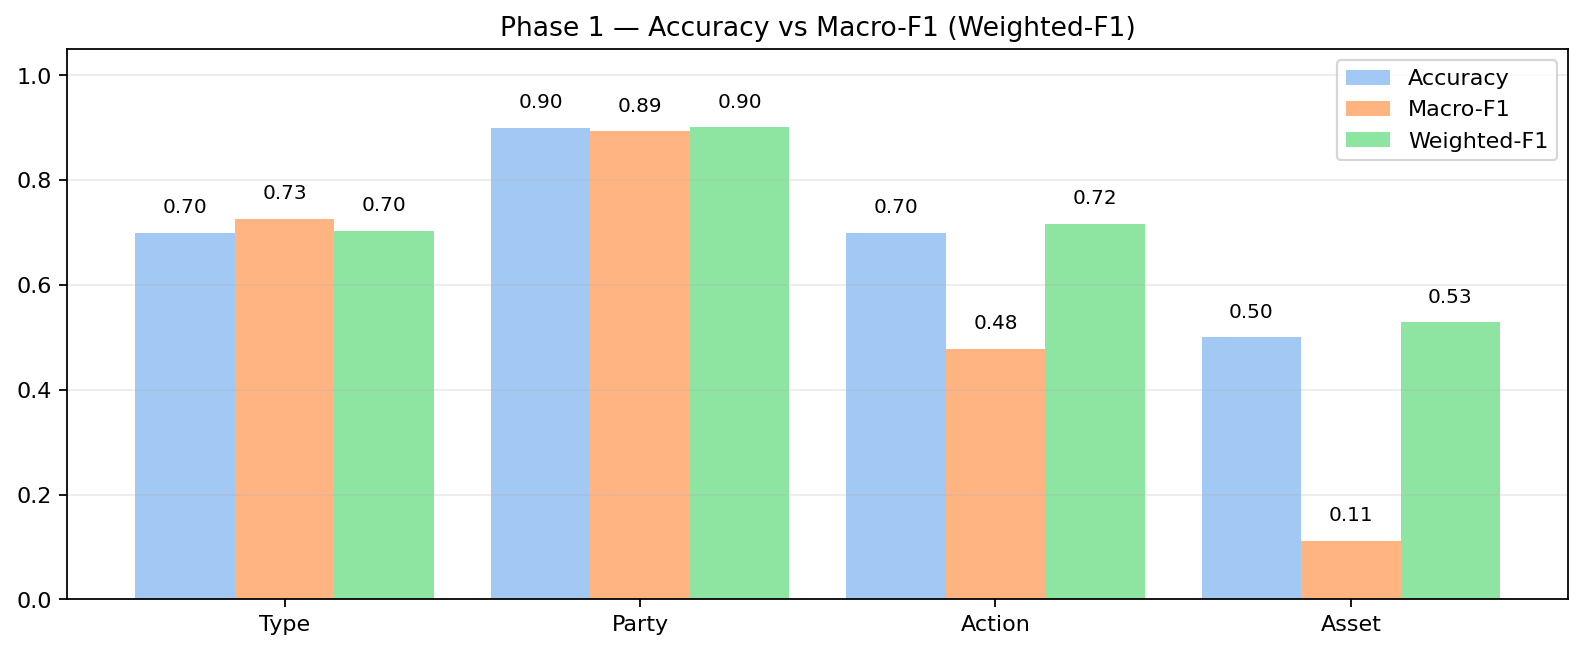 Phase 1 — Accuracy vs Macro-F1 (Weighted-F1)
1.0
0.8
0.6
0.4
0.2
0.0
Accuracy
Macro-F1
Weighted-F1
0.70
0.73
0.70
0.90
0.89
0.90
0.70
0.48
0.72
0.50
0.11
0.53
Type
Party
Action
Asset